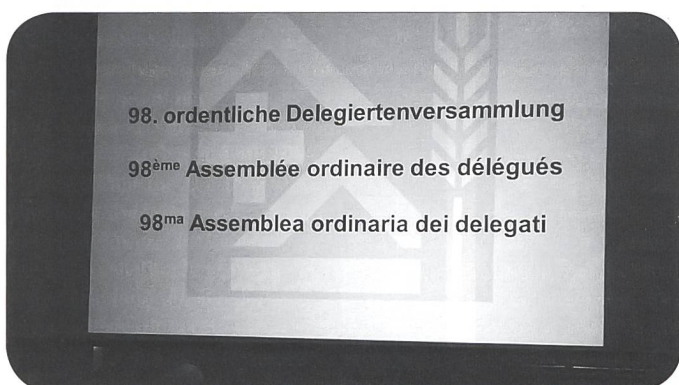 98. ordentliche Delegiertenversammlung
98ème Assemblée ordinaire des délégués
98ma Assemblea ordinaria dei delegati